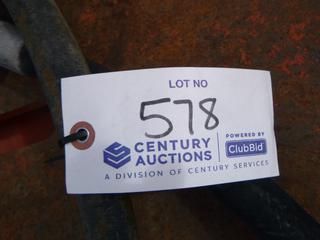 LOT NO
578
CENTURY
AUCTIONS
POWERED BY
ClubBid
A DIVISION OF CENTURY SERVICES